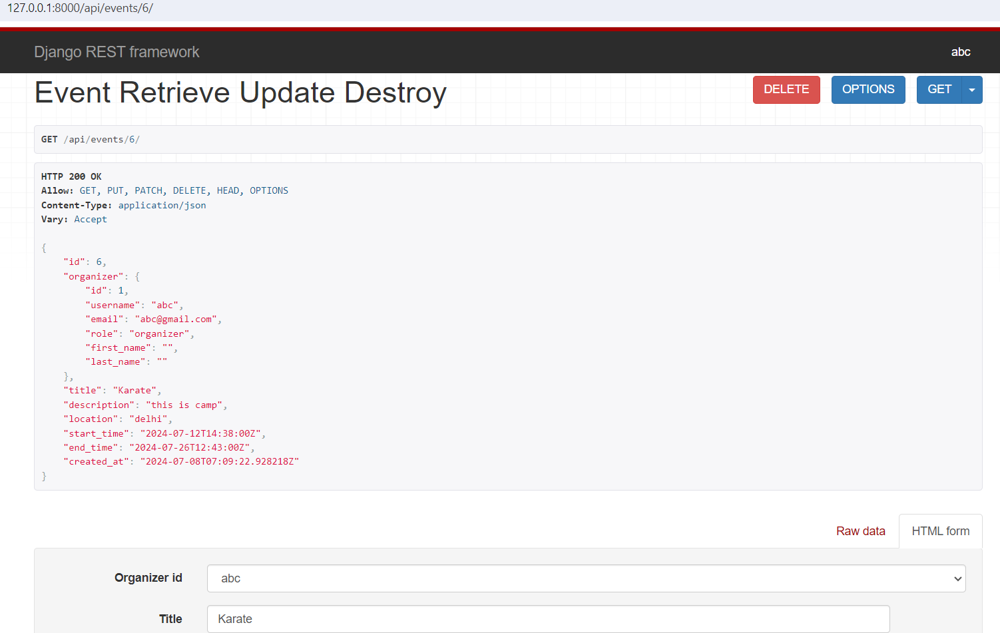 127.0.0.1:8000/api/events/6/
Django REST framework abc
Event Retrieve Update Destroy DELETE OPTIONS GET
GET /api/events/6/
HTTP 200 OK
Allow: GET, PUT, PATCH, DELETE, HEAD, OPTIONS
Content-Type: application/json
Vary: Accept
{
    "id": 6,
    "organizer": {
        "id": 1,
        "username": "abc",
        "email": "abc@gmail.com",
        "role": "organizer",
        "first_name": "",
        "last_name": ""
    },
    "title": "Karate",
    "description": "this is camp",
    "location": "delhi",
    "start_time": "2024-07-12T14:38:00Z",
    "end_time": "2024-07-26T12:43:00Z",
    "created_at": "2024-07-08T07:09:22.928218Z"
}
Raw data HTML form
Organizer id abc
Title Karate